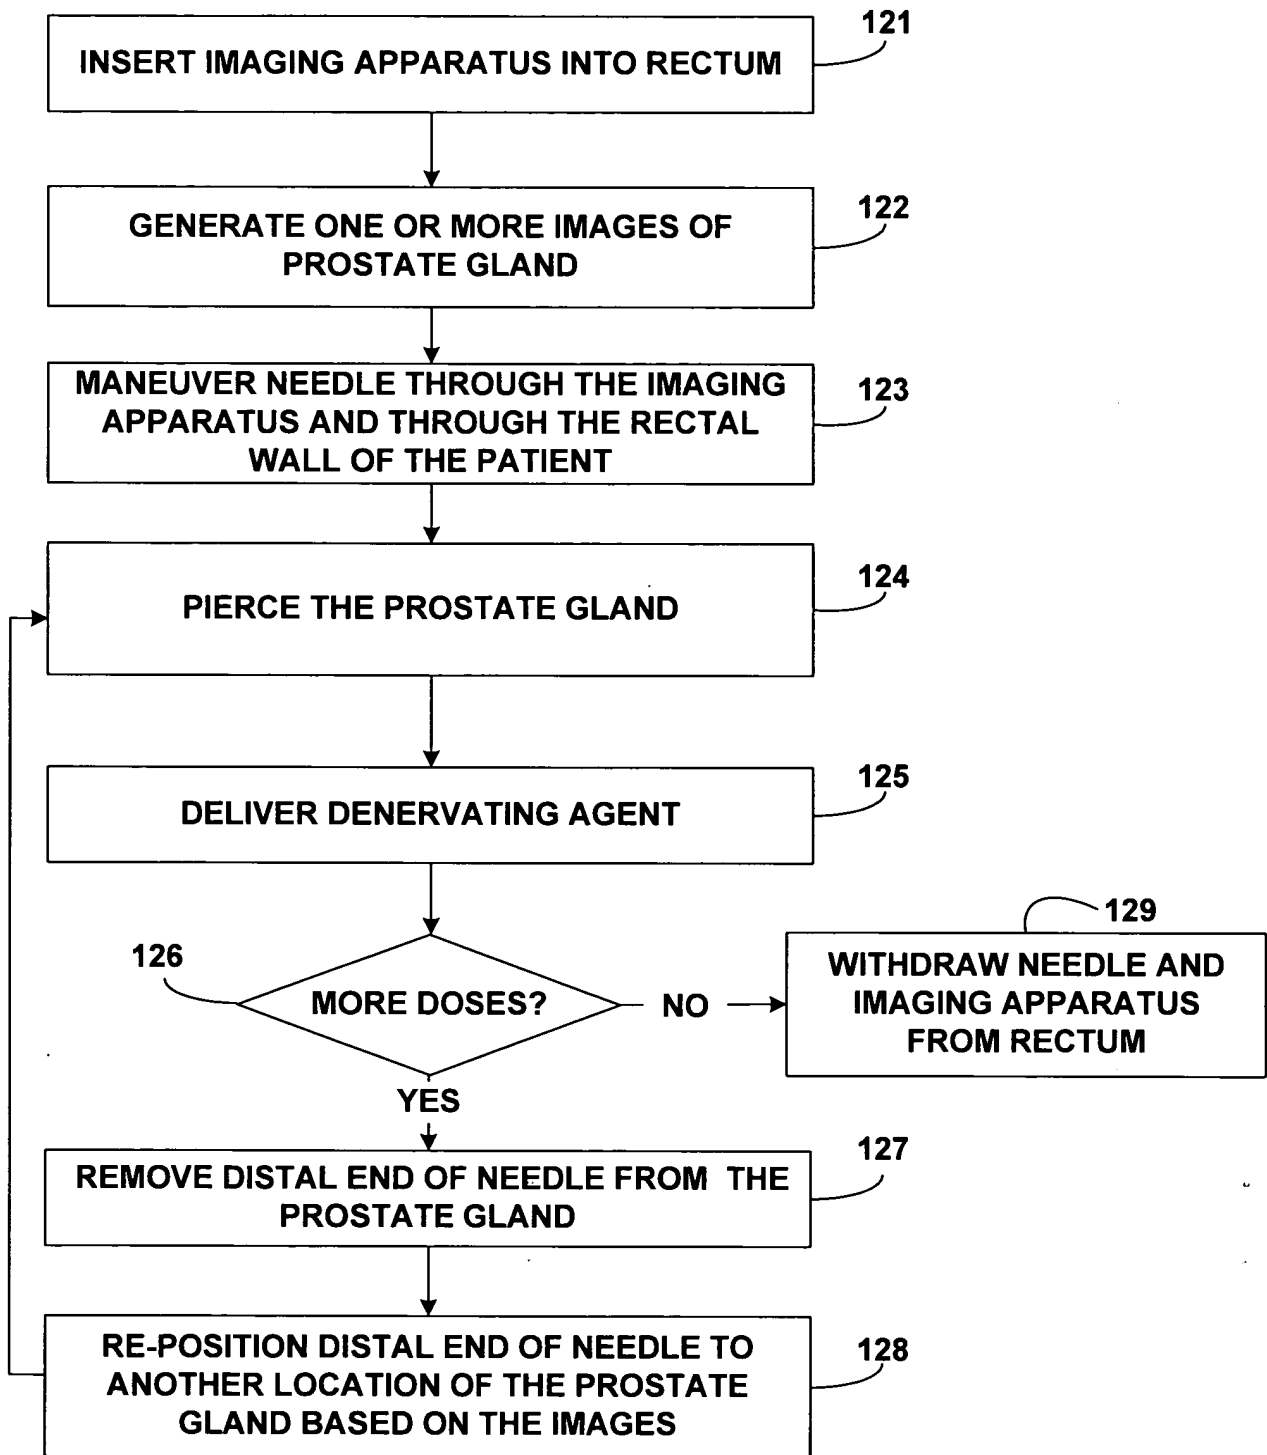 121
INSERT IMAGING APPARATUS INTO RECTUM
122
GENERATE ONE OR MORE IMAGES OF
PROSTATE GLAND
123
MANEUVER NEEDLE THROUGH THE IMAGING
APPARATUS AND THROUGH THE RECTAL
WALL OF THE PATIENT
124
PIERCE THE PROSTATE GLAND
125
DELIVER DENERVATING AGENT
126
MORE DOSES?
NO
129
WITHDRAW NEEDLE AND
IMAGING APPARATUS
FROM RECTUM
YES
127
REMOVE DISTAL END OF NEEDLE FROM THE
PROSTATE GLAND
128
RE-POSITION DISTAL END OF NEEDLE TO
ANOTHER LOCATION OF THE PROSTATE
GLAND BASED ON THE IMAGES